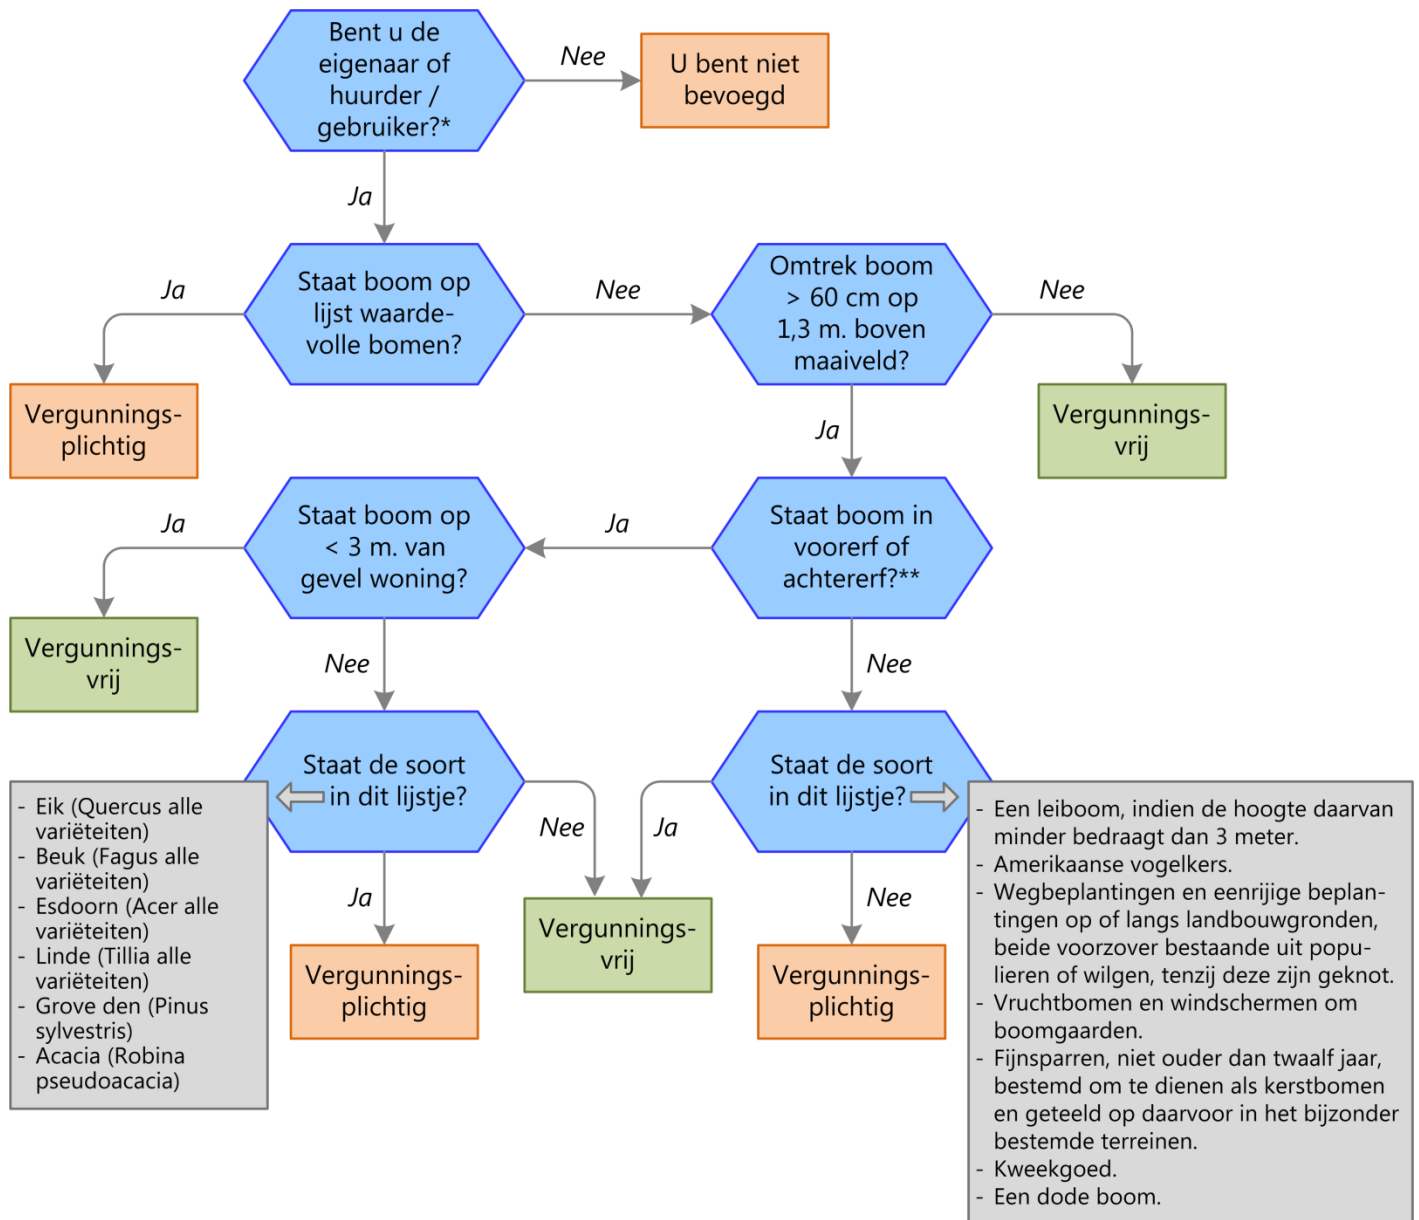 Bent u de
eigenaar of
huurder /
gebruiker?*
Nee
U bent niet
bevoegd
Ja
Staat boom op
lijst waarde-
volle bomen?
Ja
Nee
Omtrek boom
> 60 cm op
1,3 m. boven
maaiveld?
Nee
Vergunnings-
plichtig
Ja
Vergunnings-
vrij
Staat boom op
< 3 m. van
gevel woning?
Ja
Ja
Staat boom in
voorerf of
achtererf?**
Vergunnings-
vrij
Nee
Nee
Staat de soort
in dit lijstje?
Nee
Ja
Staat de soort
in dit lijstje?
- Eik (Quercus alle
variëteiten)
- Beuk (Fagus alle
variëteiten)
- Esdoorn (Acer alle
variëteiten)
- Linde (Tillia alle
variëteiten)
- Grove den (Pinus
sylvestris)
- Acacia (Robina
pseudoacacia)
Ja
Vergunnings-
plichtig
Vergunnings-
vrij
Nee
Vergunnings-
plichtig
- Een leiboom, indien de hoogte daarvan
minder bedraagt dan 3 meter.
- Amerikaanse vogelkers.
- Wegbeplantingen en eenrijige beplan-
tingen op of langs landbouwgronden,
beide voorzover bestaande uit popu-
lieren of wilgen, tenzij deze zijn geknot.
- Vruchtbomen en windschermen om
boomgaarden.
- Fijnsparren, niet ouder dan twaalf jaar,
bestemd om te dienen als kerstbomen
en geteeld op daarvoor in het bijzonder
bestemde terreinen.
- Kweekgoed.
- Een dode boom.